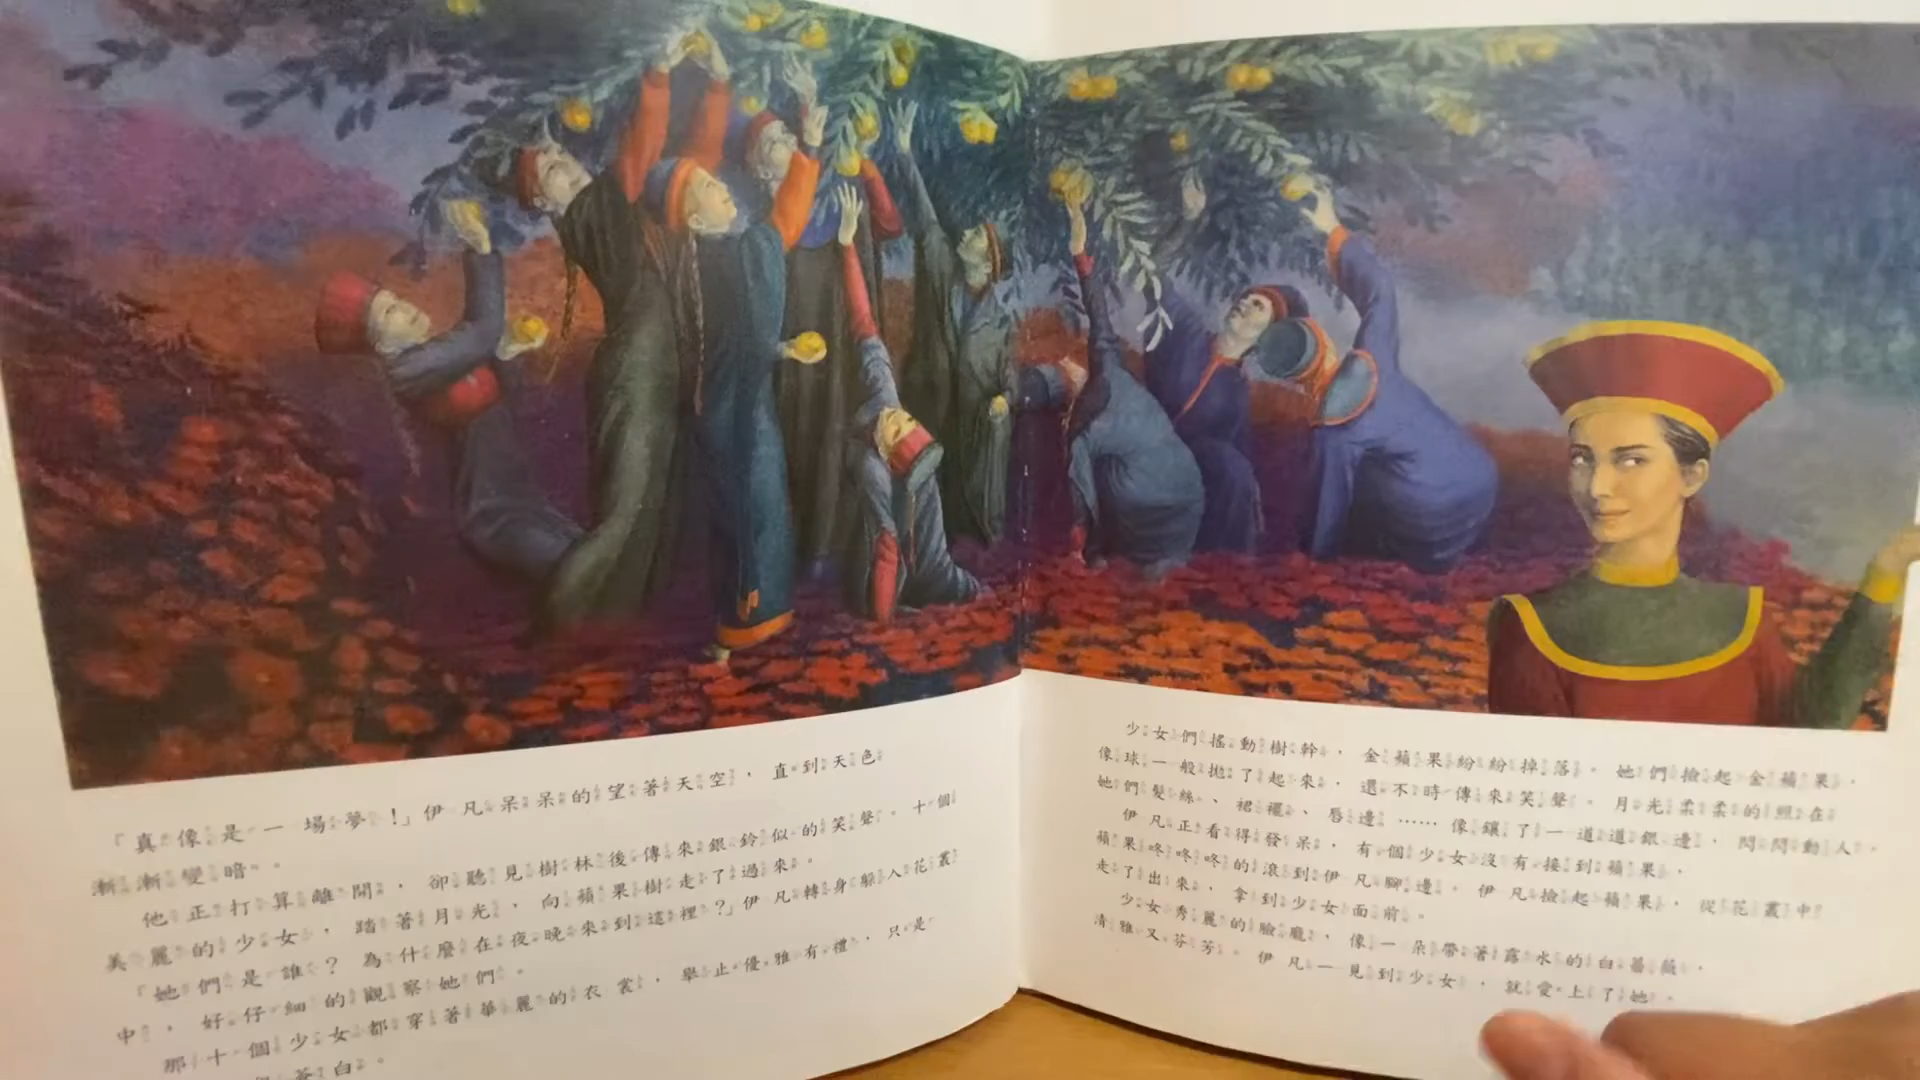 「真像是一場夢!」伊凡呆呆的望著天空,直到天色
漸漸變暗。
他正打算離開,卻聽見樹林後傳來銀鈴似的笑聲。十個
美麗的少女,踏著月光,向蘋果樹走了過來。
「她們是誰?為什麼在夜晚來到這裡?」伊凡轉身躲入花叢
中,好仔細的觀察她們。
那十個少女都穿著華麗的衣裳,舉止優雅有禮,只是
蒼白。
少女們搖動樹幹,金蘋果紛紛掉落。她們撿起金蘋果,
像球一般拋了起來,還不時傳來笑聲。月光柔柔的照在
她們髮絲、裙襬、唇邊……像鑲了一道道銀邊,閃閃動人。
伊凡正看得發呆,有個少女沒有接到蘋果,
蘋果咚咚咚的滾到伊凡腳邊。伊凡撿起蘋果,從花叢中
走了出來,拿到少女面前。
少女秀麗的臉龐,像一朵帶著露水的白薔薇,
清雅又芬芳。伊凡一見到少女,就愛上了她。